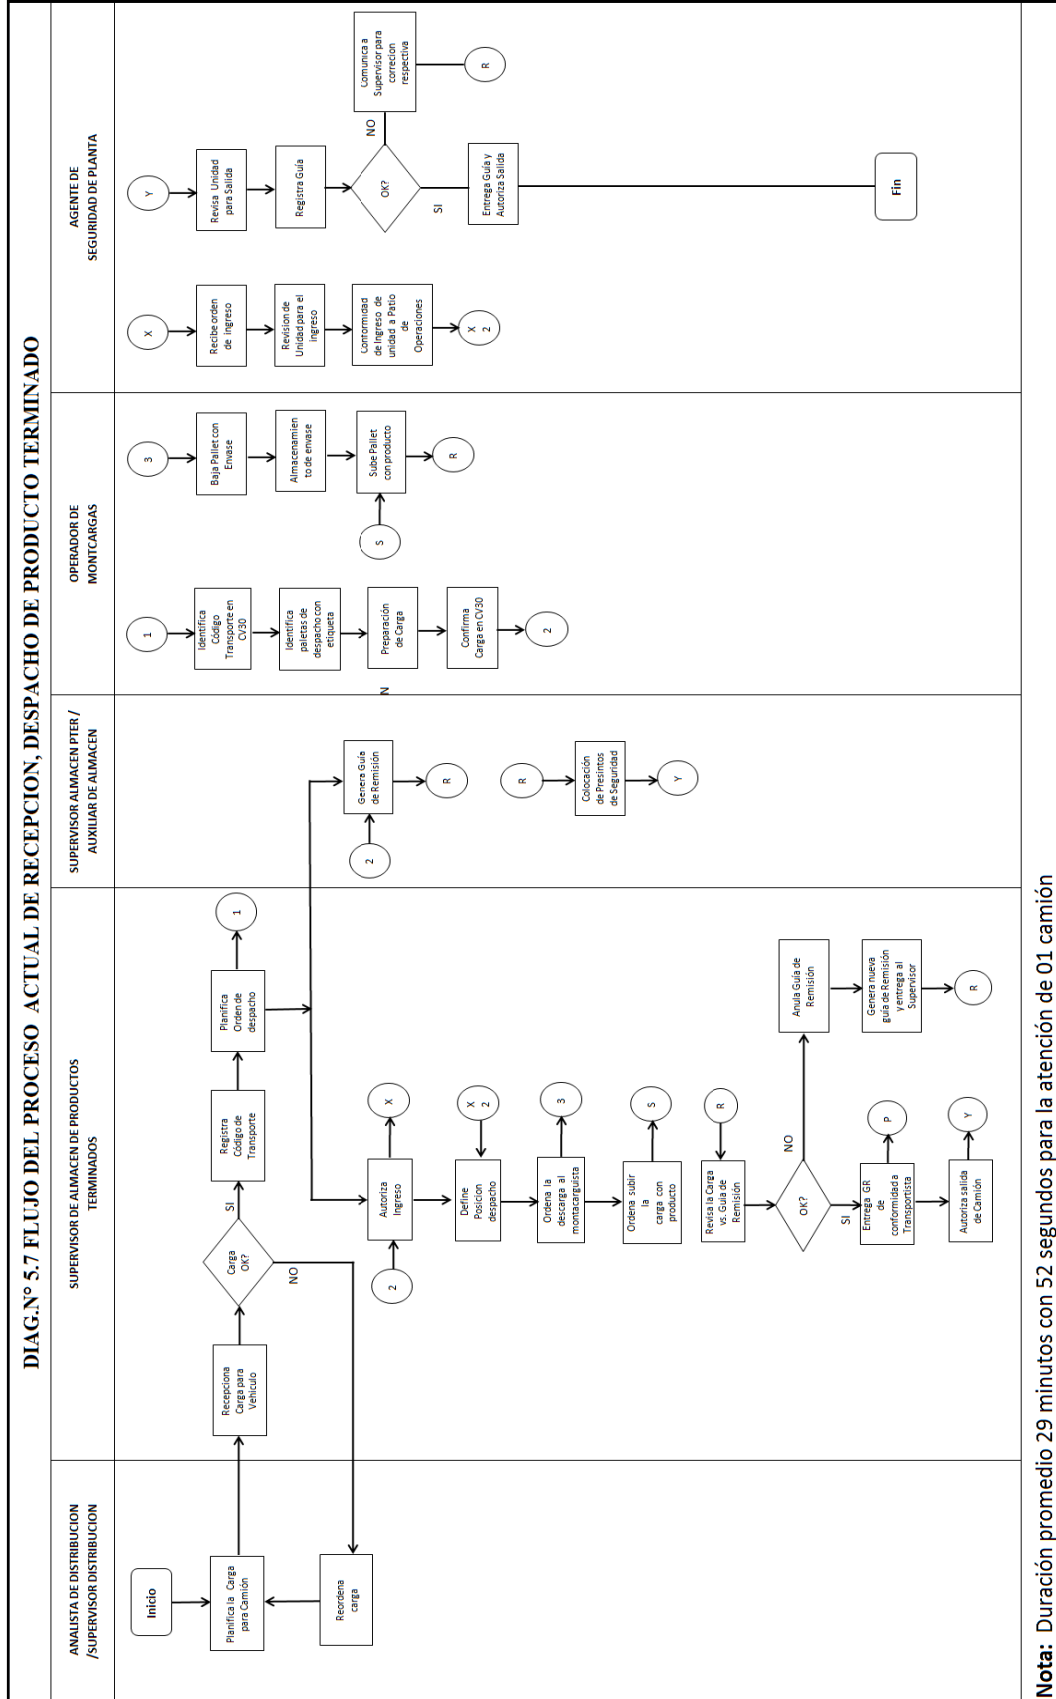 DIAG.N° 5.7 FLUJO DEL PROCESO ACTUAL DE RECEPCION, DESPACHO DE PRODUCTO TERMINADO
ANALISTA DE DISTRIBUCION
/SUPERVISOR DISTRIBUCION
SUPERVISOR DE ALMACEN DE PRODUCTOS
TERMINADOS
SUPERVISOR ALMACEN PTER /
AUXILIAR DE ALMACEN
OPERADOR DE
MONTCARGAS
AGENTE DE
SEGURIDAD DE PLANTA
Inicio
Planifica la Carga
para Camión
Reordena
carga
Recepciona
Carga para
Vehiculo
Carga
OK?
SI
NO
Registra
Código de
Transporte
Planifica
Orden de
despacho
1
2
Autoriza
Ingreso
X
Define
Posicion
despacho
X
2
Ordena la
descarga al
montacarguista
3
Ordena subir
la
carga con
producto
S
Revisa la Carga
vs. Guía de
Remisión
R
OK?
NO
SI
Anula Guía de
Remisión
Genera nueva
guía de Remisión
y entrega al
Supervisor
R
Entrega GR
de
conformidad a
Transportista
P
Autoriza salida
de Camión
Y
2
Genera Guía
de Remisión
R
R
Colocación
de Presintos
de Seguridad
Y
1
Identifica
Código
Transporte en
CV30
Identifica
paletas de
despacho con
etiqueta
Preparación
de Carga
N
Confirma
Carga en CV30
2
3
Baja Pallet con
Envase
Almacenamien
to de envase
S
Sube Pallet
con producto
R
X
Recibe orden
de ingreso
Revision de
Unidad para el
ingreso
Conformidad
de Ingreso de
unidad a Patio
de
Operaciones
X
2
Y
Revisa Unidad
para Salida
Registra Guía
OK?
NO
Comunica a
Supervisor para
correcion
respectiva
R
SI
Entrega Guía y
Autoriza Salida
Fin
Nota: Duración promedio 29 minutos con 52 segundos para la atención de 01 camión